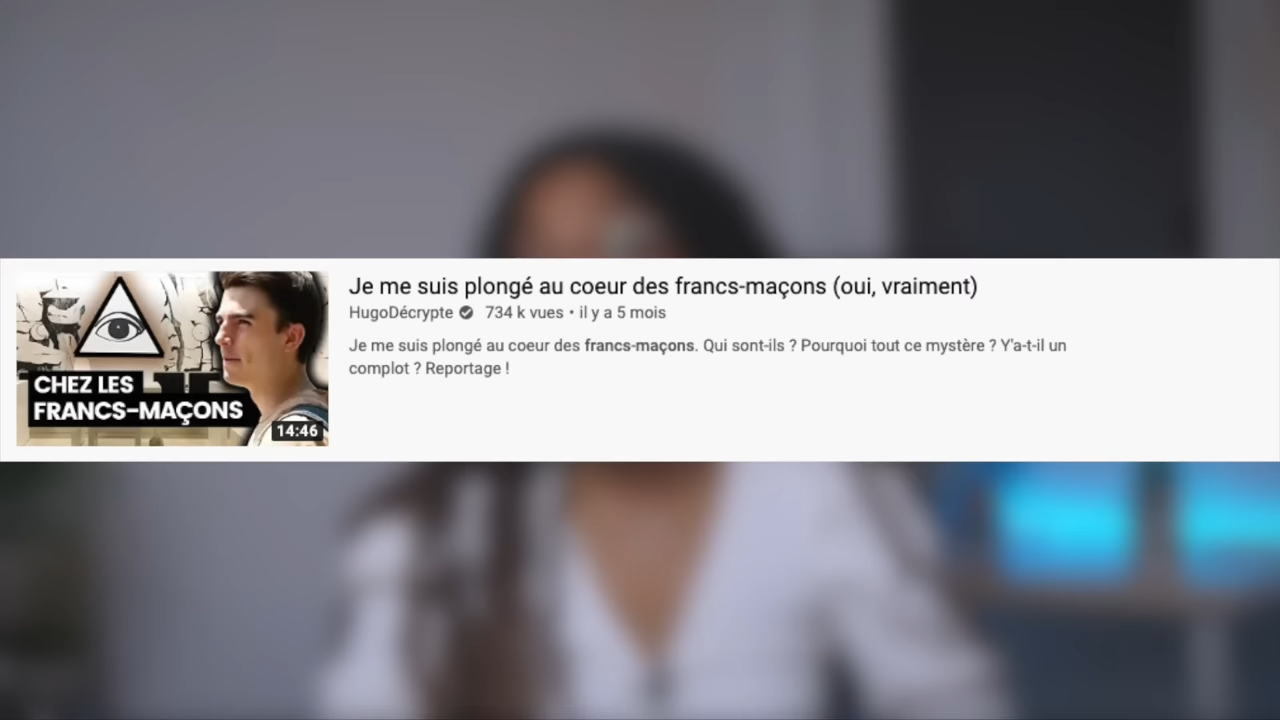 Je me suis plongé au coeur des francs-maçons (oui, vraiment)
HugoDécrypte 734 k vues • il y a 5 mois
Je me suis plongé au coeur des francs-maçons. Qui sont-ils ? Pourquoi tout ce mystère ? Y'a-t-il un
complot ? Reportage !
CHEZ LES
FRANCS-MAÇONS
14:46